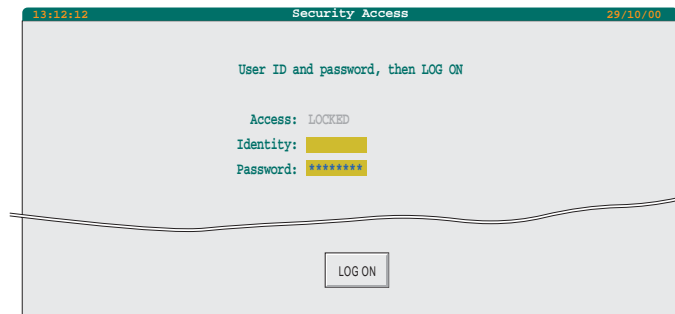 13:12:12 Security Access 29/10/00
User ID and password, then LOG ON
Access: LOCKED
Identity:
Password: ********
LOG ON